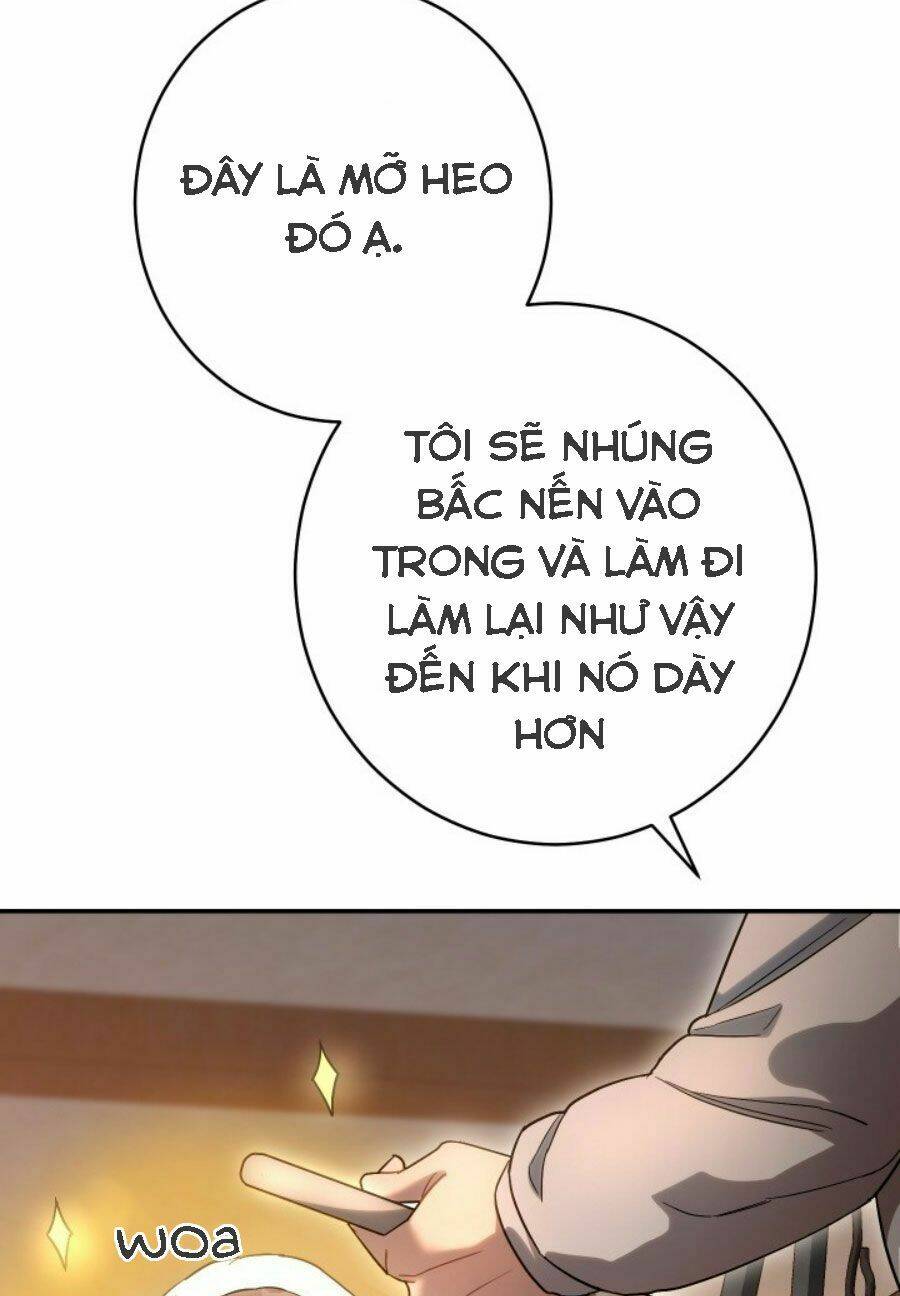 ĐÂY LÀ MỠ HEO
ĐÓ Ạ.
TÔI SẼ NHÚNG
BẤC NẾN VÀO
TRONG VÀ LÀM ĐI
LÀM LẠI NHƯ VẬY
ĐẾN KHI NÓ DÀY
HƠN
woa